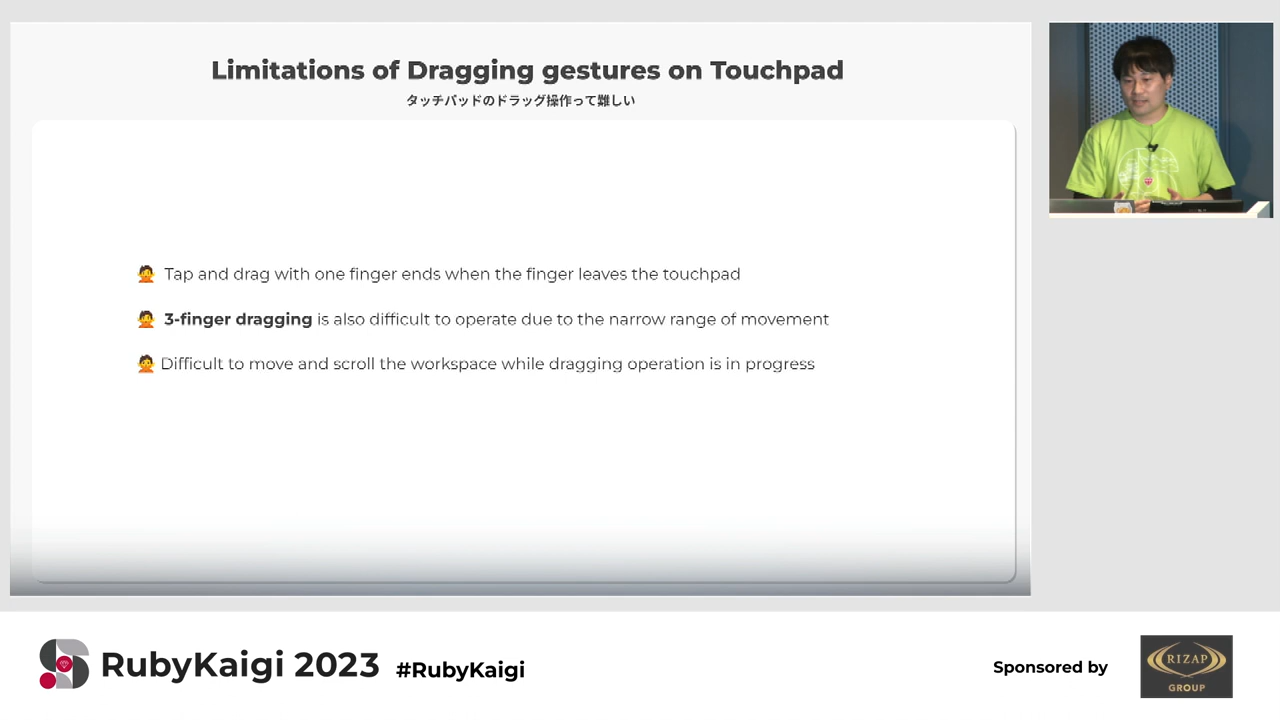 Limitations of Dragging gestures on Touchpad
タッチパッドのドラッグ操作って難しい
Tap and drag with one finger ends when the finger leaves the touchpad
3-finger dragging is also difficult to operate due to the narrow range of movement
Difficult to move and scroll the workspace while dragging operation is in progress
RubyKaigi 2023 #RubyKaigi
Sponsored by
RIZAP
GROUP